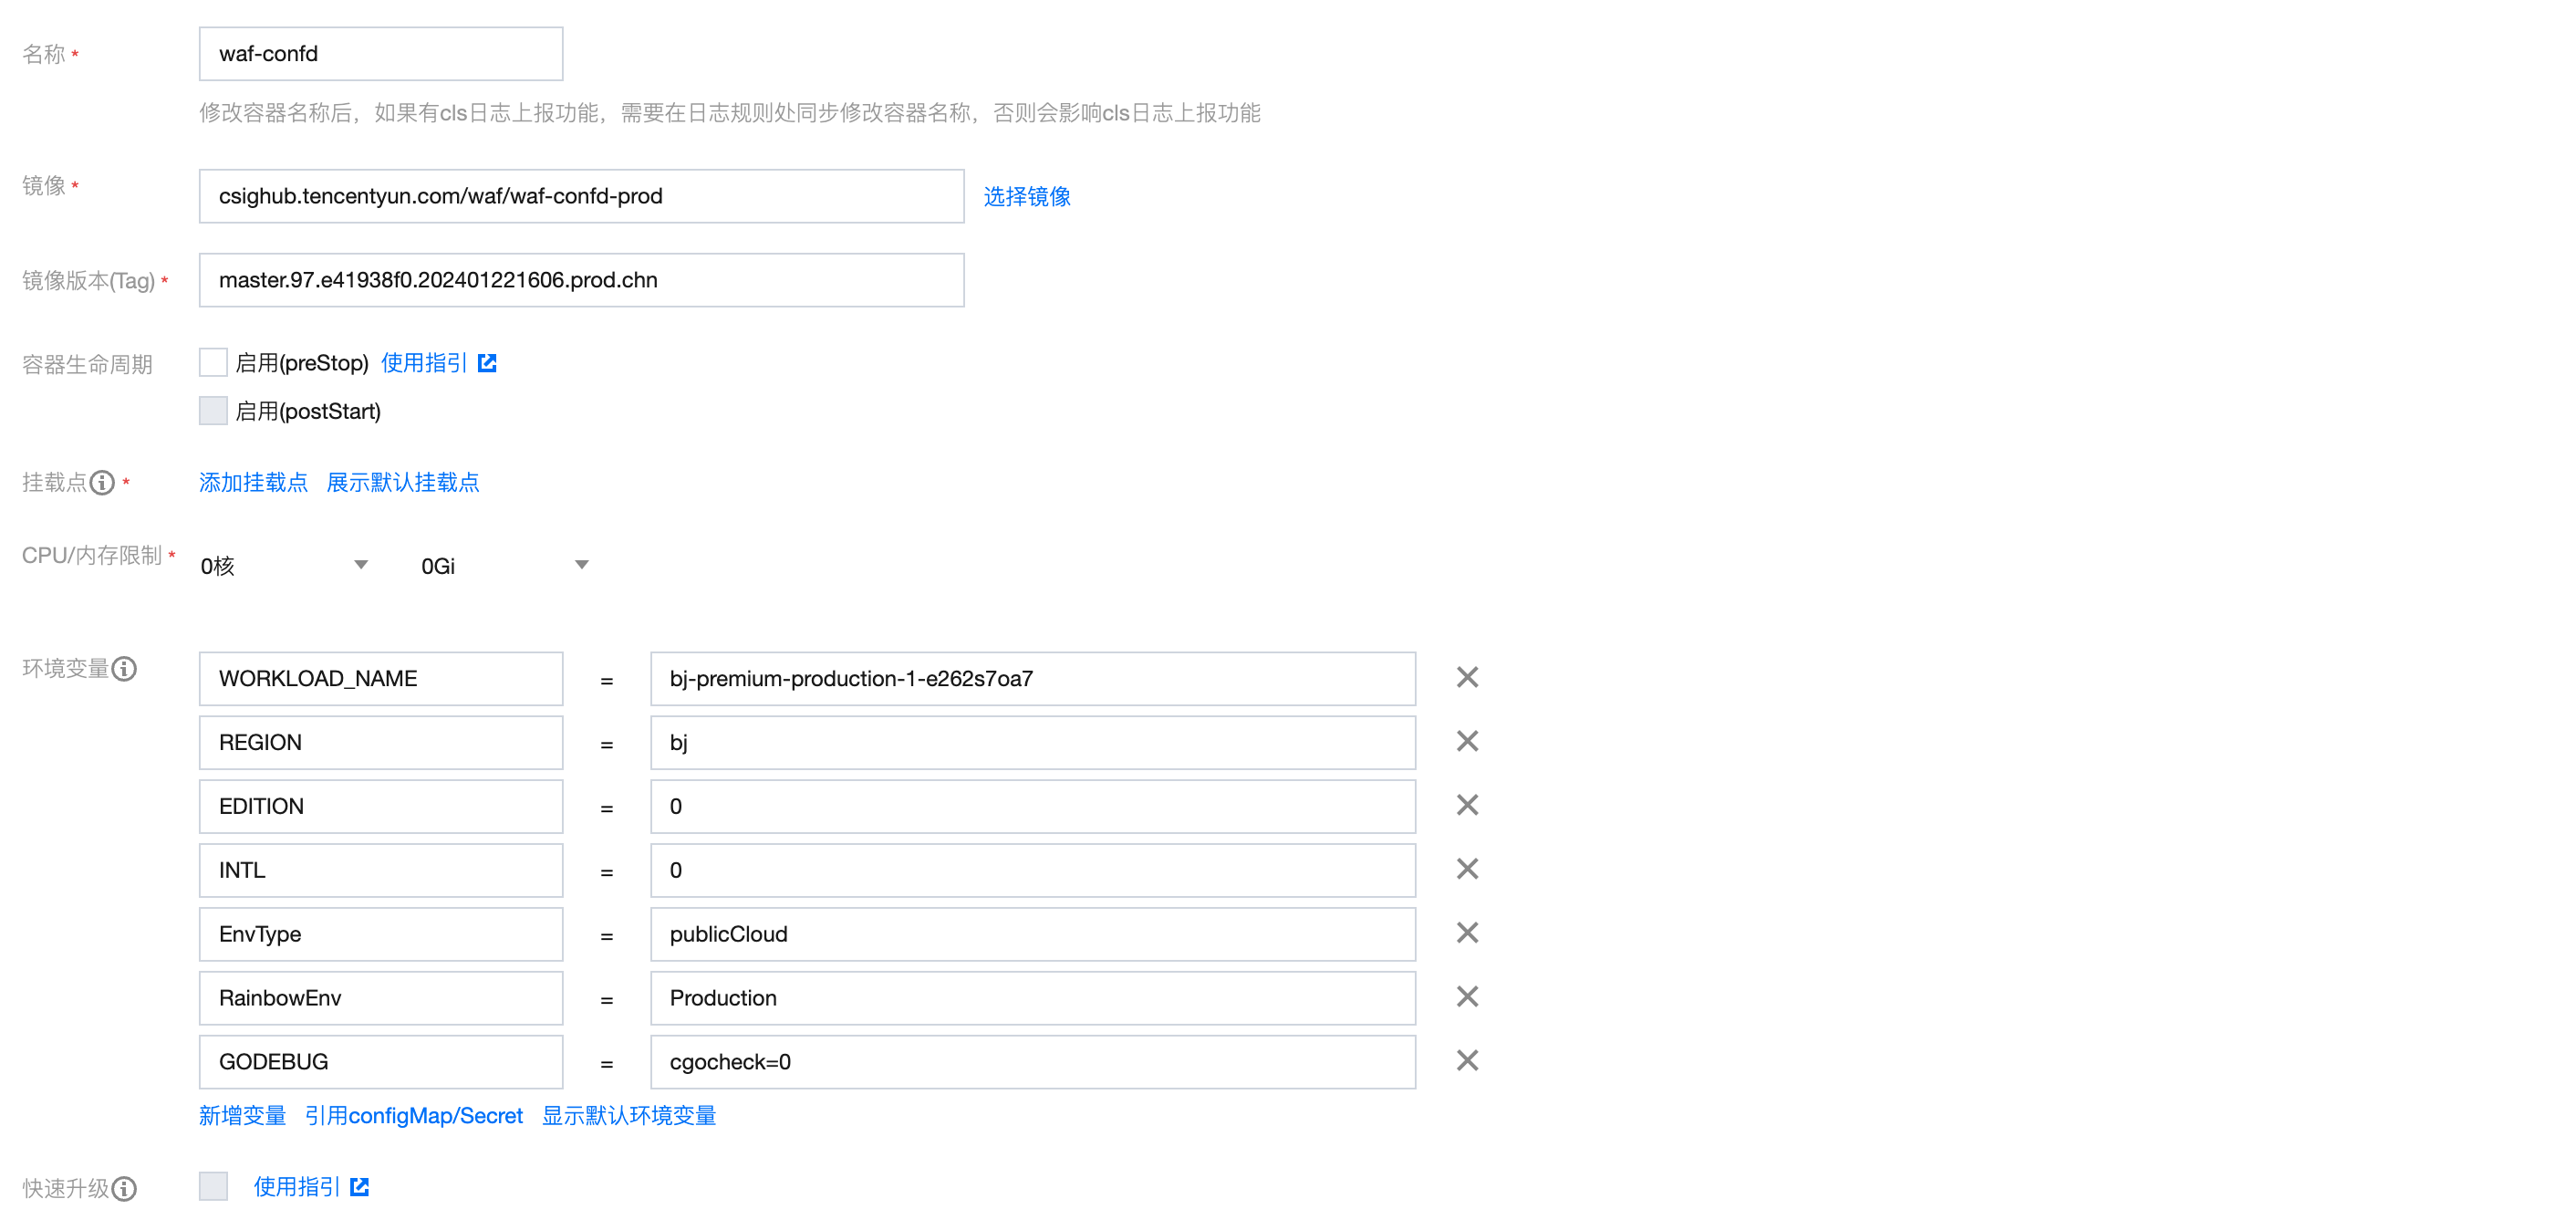 名称 * waf-confd
修改容器名称后，如果有cls日志上报功能，需要在日志规则处同步修改容器名称，否则会影响cls日志上报功能
镜像 * csighub.tencentyun.com/waf/waf-confd-prod 选择镜像
镜像版本(Tag) * master.97.e41938f0.202401221606.prod.chn
容器生命周期 启用(preStop) 使用指引
启用(postStart)
挂载点 * 添加挂载点 展示默认挂载点
CPU/内存限制 * 0核 0Gi
环境变量 WORKLOAD_NAME = bj-premium-production-1-e262s7oa7
REGION = bj
EDITION = 0
INTL = 0
EnvType = publicCloud
RainbowEnv = Production
GODEBUG = cgocheck=0
新增变量 引用configMap/Secret 显示默认环境变量
快速升级 使用指引